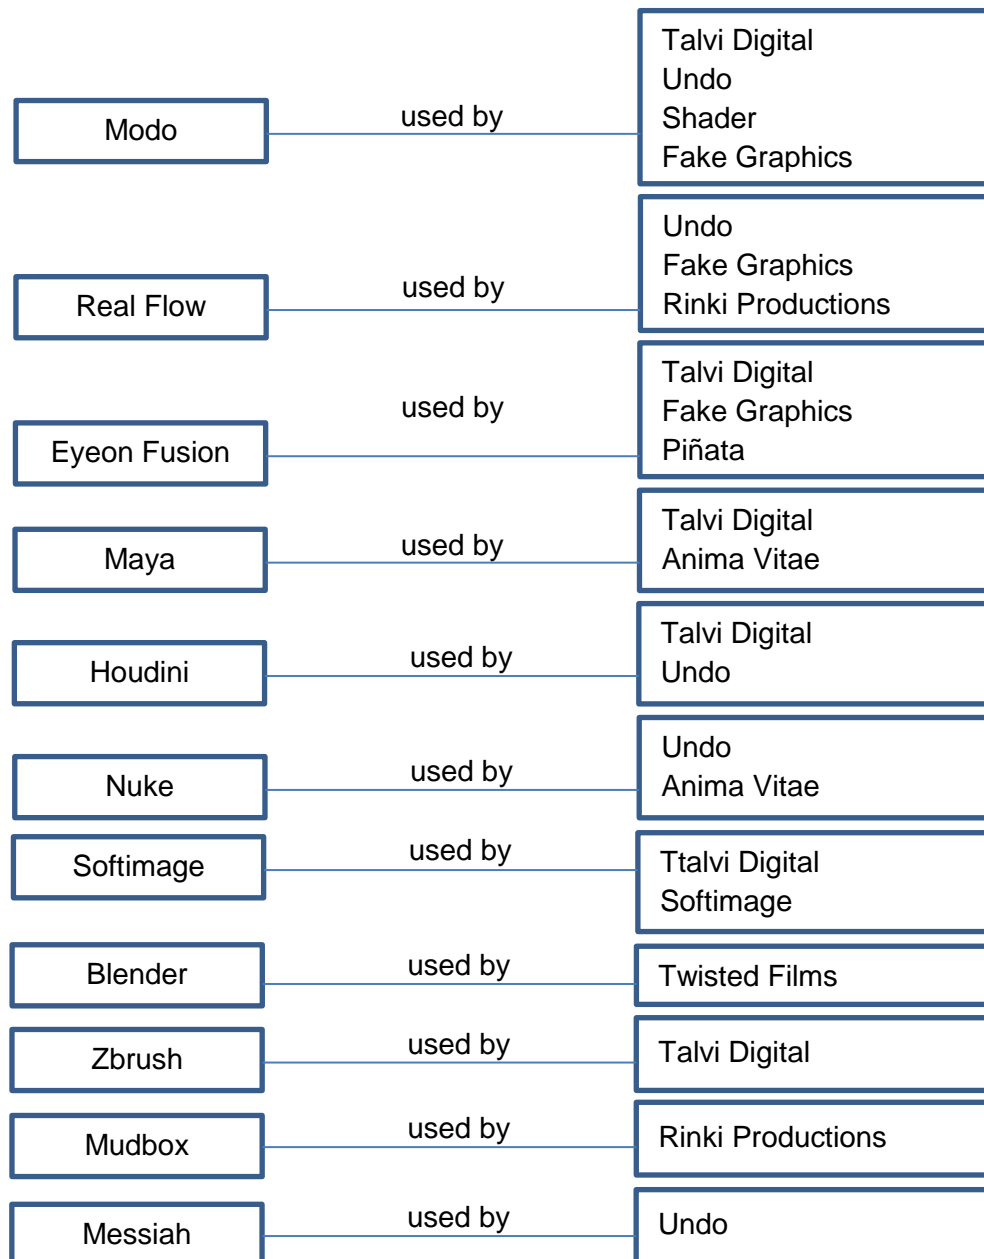 Modo
used by
Talvi Digital
Undo
Shader
Fake Graphics
Real Flow
used by
Undo
Fake Graphics
Rinki Productions
Eyeon Fusion
used by
Talvi Digital
Fake Graphics
Piñata
Maya
used by
Talvi Digital
Anima Vitae
Houdini
used by
Talvi Digital
Undo
Nuke
used by
Undo
Anima Vitae
Softimage
used by
Ttalvi Digital
Softimage
Blender
used by
Twisted Films
Zbrush
used by
Talvi Digital
Mudbox
used by
Rinki Productions
Messiah
used by
Undo